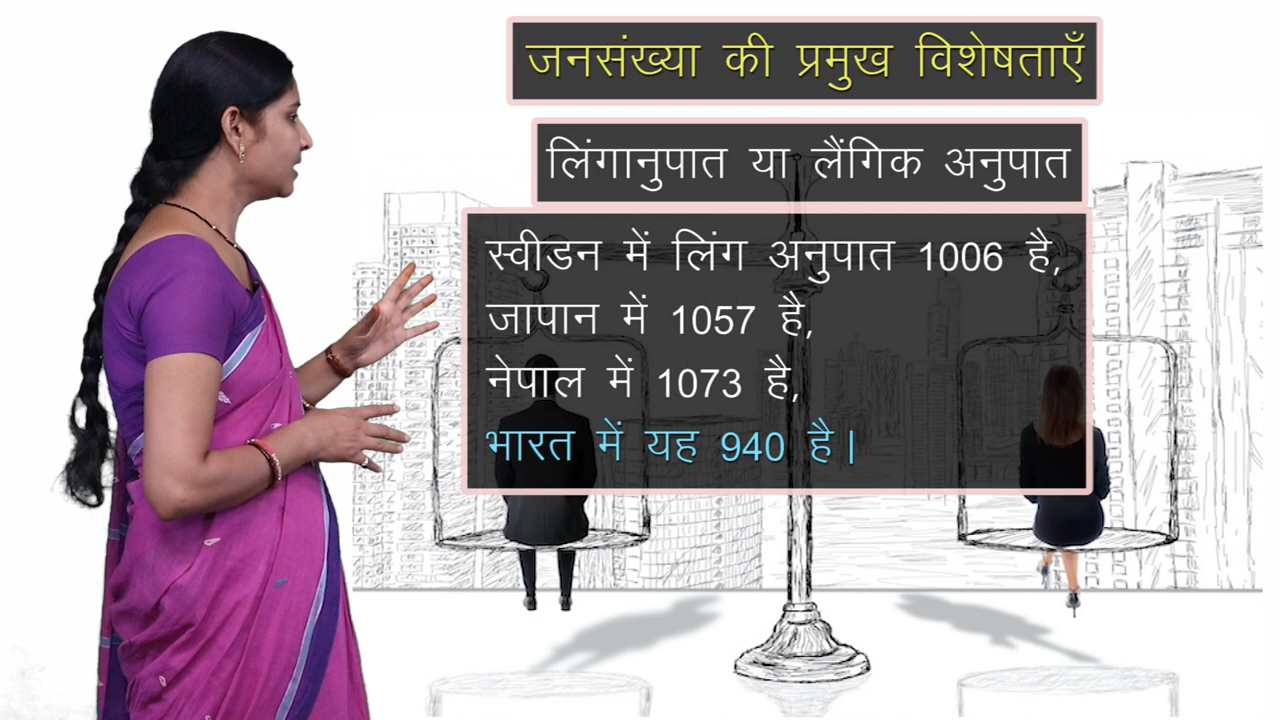 जनसंख्या की प्रमुख विशेषताएँ
लिंगानुपात या लैंगिक अनुपात
स्वीडन में लिंग अनुपात 1006 है,
जापान में 1057 है,
नेपाल में 1073 है,
भारत में यह 940 है।